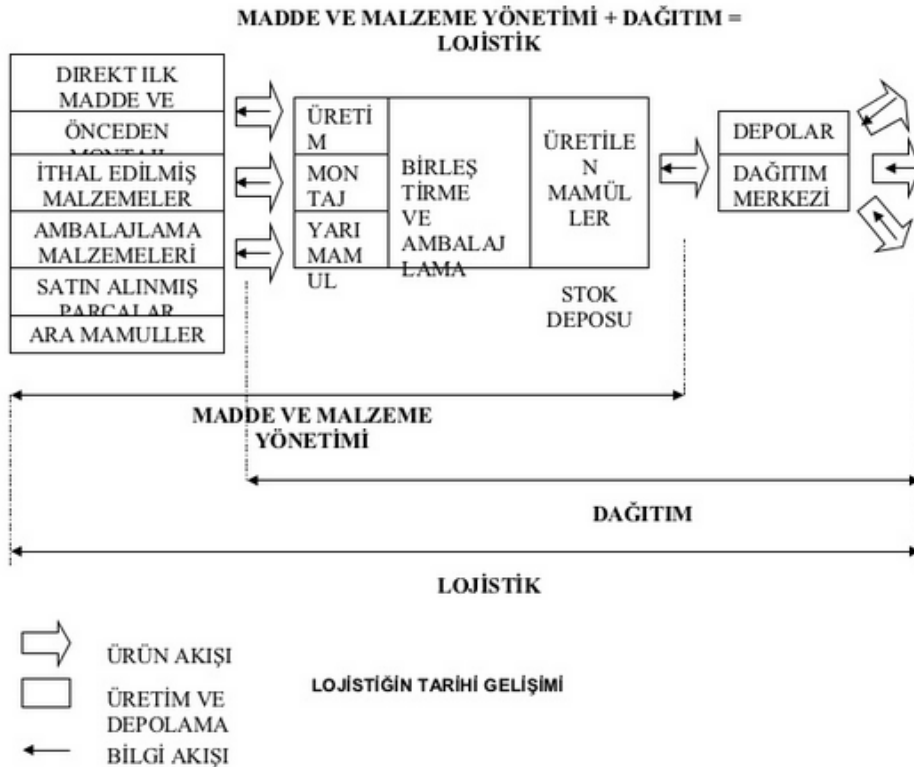 MADDE VE MALZEME YÖNETİMİ + DAĞITIM =
LOJİSTİK
DIREKT ILK
MADDE VE
ÖNCEDEN
İTHAL EDİLMİŞ
MALZEMELER
AMBALAJLAMA
MALZEMELERİ
SATIN ALINMIŞ
PARÇALAR
ARA MAMULLER
ÜRETİ
M
MON
TAJ
YARI
MAM
UL
BİRLEŞ
TİRME
VE
AMBALAJ
LAMA
ÜRETİLE
N
MAMÜL
LER
STOK
DEPOSU
DEPOLAR
DAĞITIM
MERKEZİ
MADDE VE MALZEME
YÖNETİMİ
DAĞITIM
LOJİSTİK
ÜRÜN AKIŞI
ÜRETİM VE
DEPOLAMA
BİLGİ AKIŞI
LOJİSTİĞİN TARİHİ GELİŞİMİ